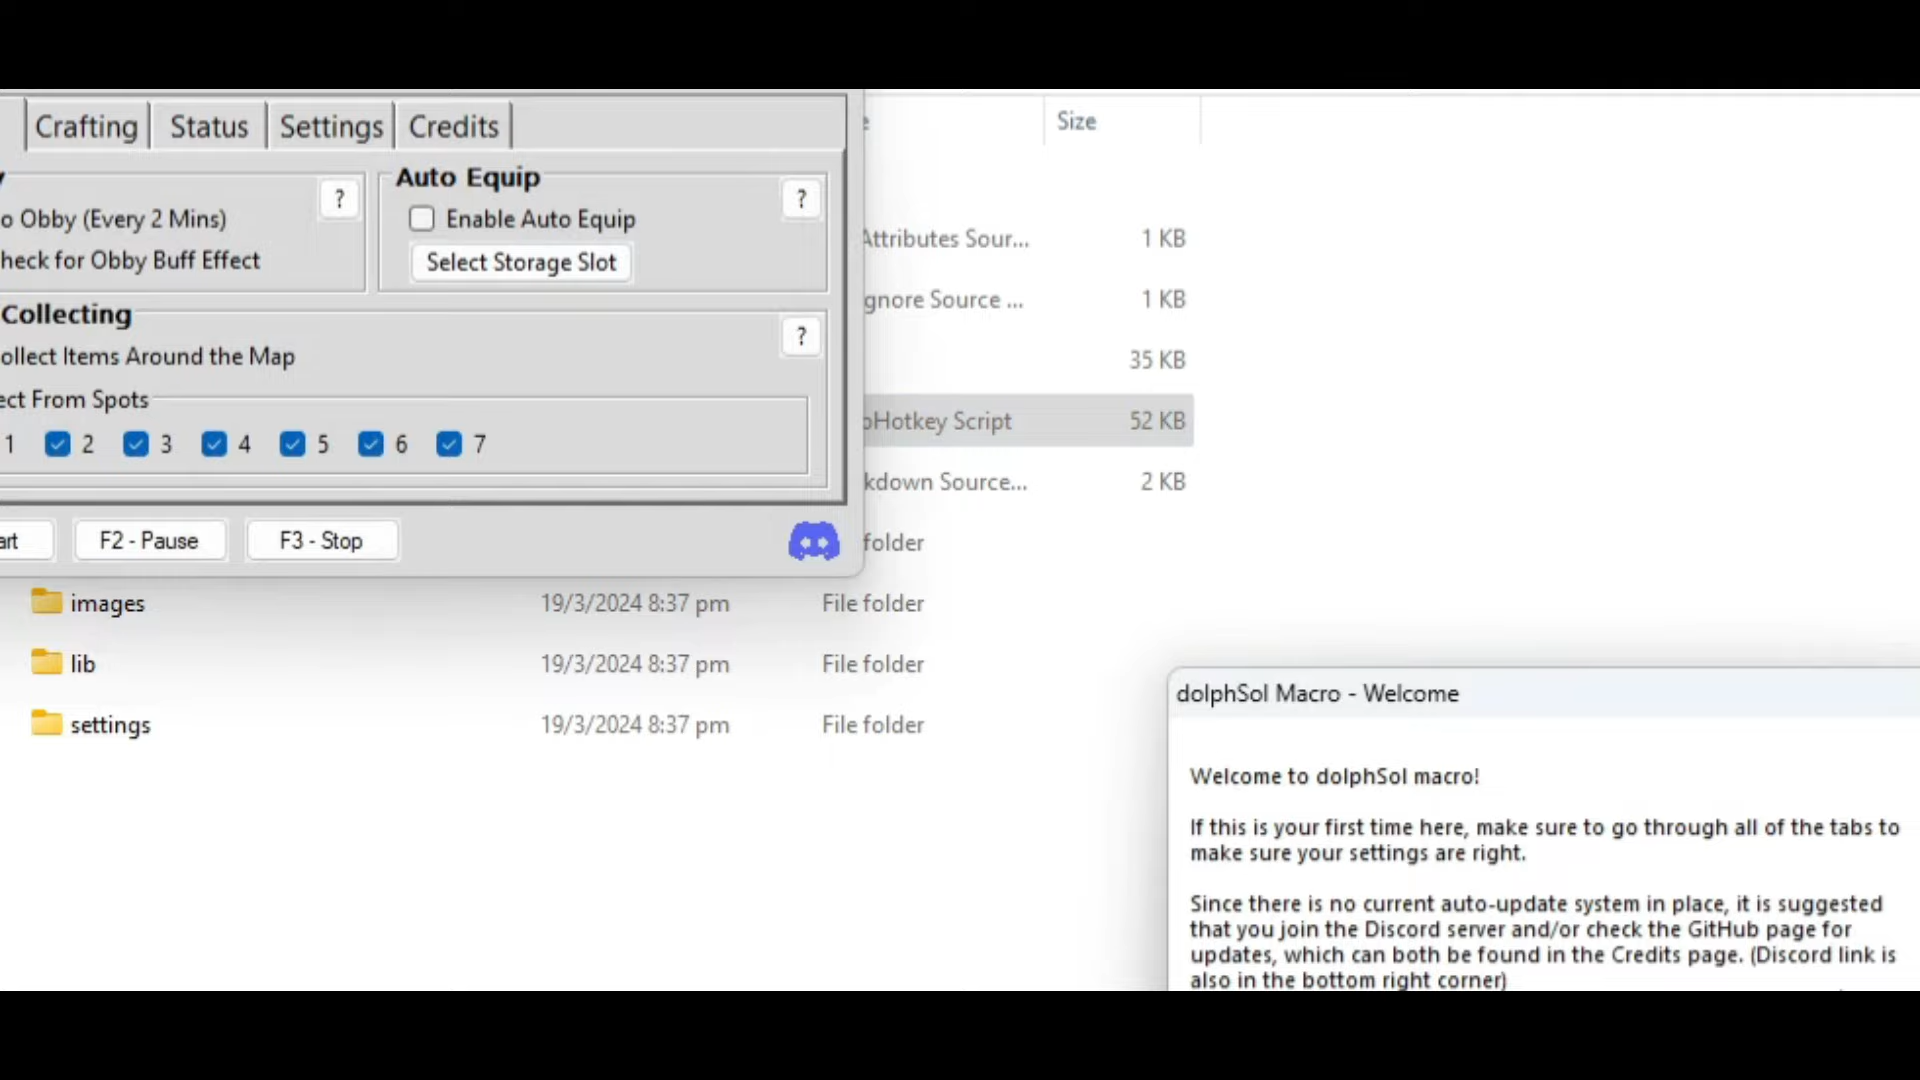 Crafting Status Settings Credits
Size
Auto Equip
?
?
o Obby (Every 2 Mins)
Enable Auto Equip
heck for Obby Buff Effect
Select Storage Slot
Attributes Sour... 1 KB
gnore Source ... 1 KB
35 KB
oHotkey Script 52 KB
kdown Source... 2 KB
folder
Collecting
?
ollect Items Around the Map
ect From Spots
1 2 3 4 5 6 7
art F2 - Pause F3 - Stop
images 19/3/2024 8:37 pm File folder
lib 19/3/2024 8:37 pm File folder
settings 19/3/2024 8:37 pm File folder
dolphSol Macro - Welcome
Welcome to dolphSol macro!
If this is your first time here, make sure to go through all of the tabs to
make sure your settings are right.
Since there is no current auto-update system in place, it is suggested
that you join the Discord server and/or check the GitHub page for
updates, which can both be found in the Credits page. (Discord link is
also in the bottom right corner)